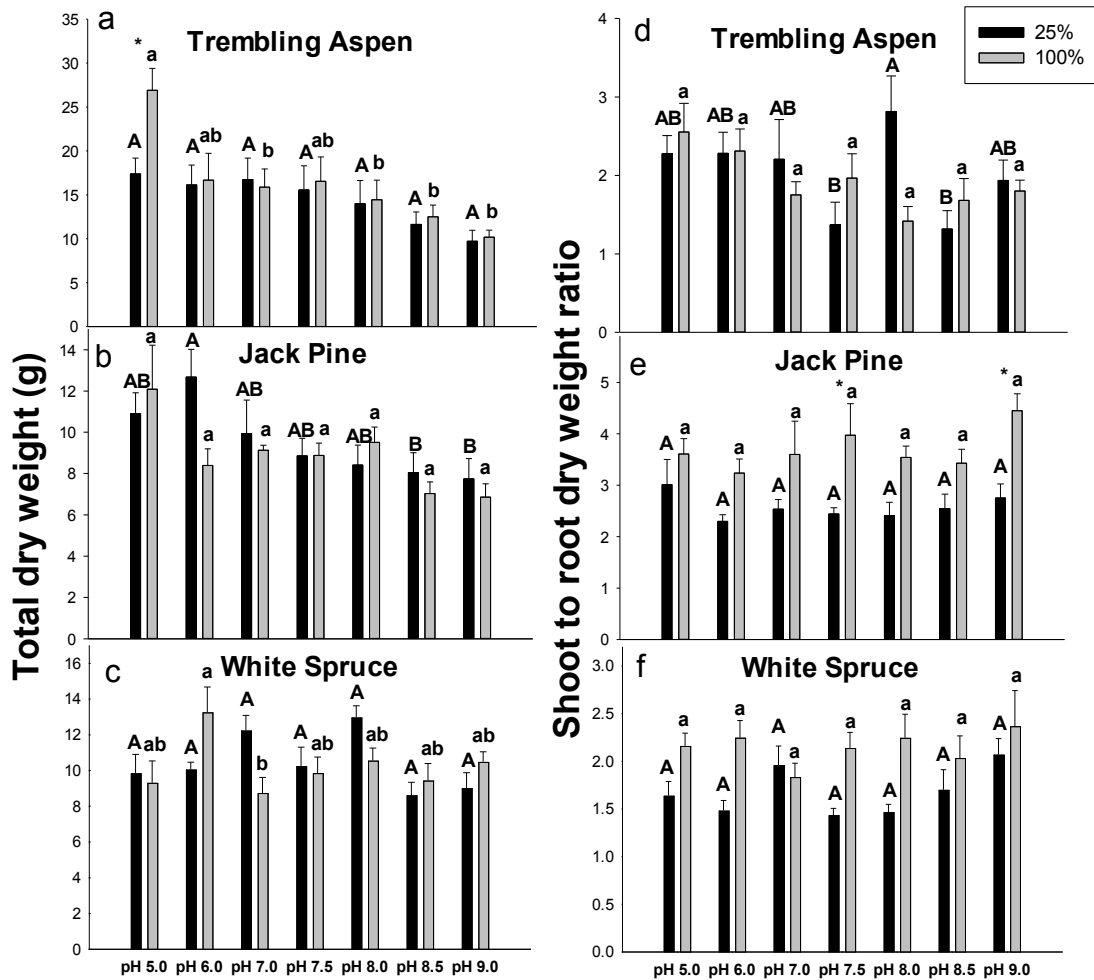 Total dry weight (g)
a
Trembling Aspen
35
30
25
20
15
10
5
0
*
A a
A ab
A b
A ab
A b
A b
A b
b
Jack Pine
14
12
10
8
6
4
2
0
AB a
A a
AB a
AB a
AB a
B a
B a
c
White Spruce
16
14
12
10
8
6
4
2
0
A ab
A a
A b
A ab
A ab
A ab
A ab
pH 5.0 pH 6.0 pH 7.0 pH 7.5 pH 8.0 pH 8.5 pH 9.0
Shoot to root dry weight ratio
d
Trembling Aspen
25%
100%
4
3
2
1
0
AB a
AB a
AB a
B a
A a
B a
AB a
e
Jack Pine
5
4
3
2
1
0
A a
A a
A a
* A a
A a
A a
* A a
f
White Spruce
3.0
2.5
2.0
1.5
1.0
0.5
0.0
A a
A a
A a
A a
A a
A a
A a
pH 5.0 pH 6.0 pH 7.0 pH 7.5 pH 8.0 pH 8.5 pH 9.0